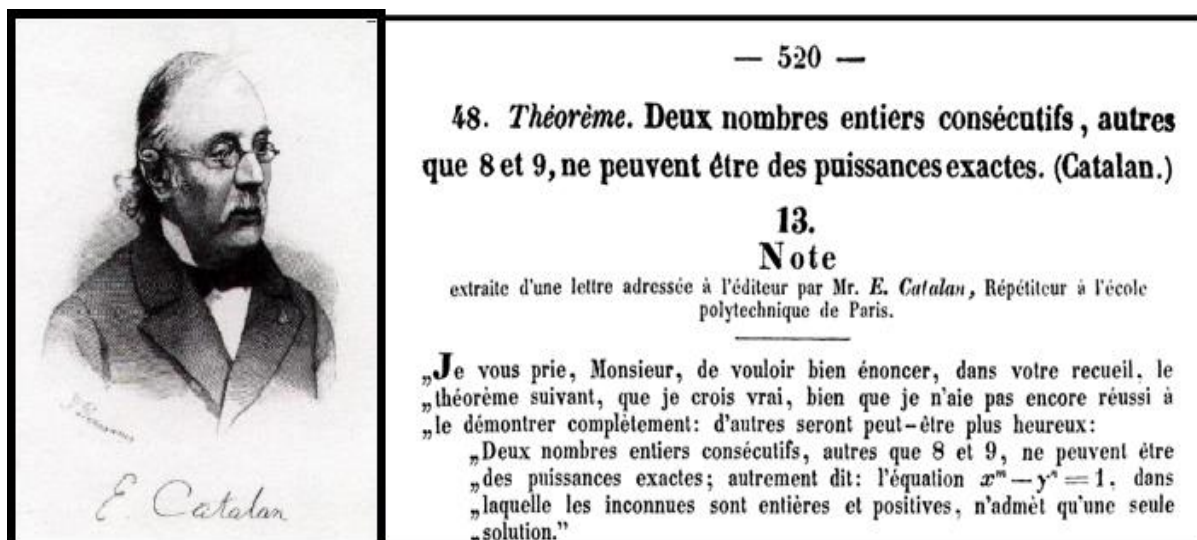 E. Catalan
— 520 —
48. Théorème. Deux nombres entiers consécutifs, autres
que 8 et 9, ne peuvent être des puissances exactes. (Catalan.)
13.
Note
extraite d'une lettre adressée à l'éditeur par Mr. E. Catalan, Répétiteur à l'école
polytechnique de Paris.
„Je vous prie, Monsieur, de vouloir bien énoncer, dans votre recueil, le
„théorème suivant, que je crois vrai, bien que je n'aie pas encore réussi à
„le démontrer complètement: d'autres seront peut-être plus heureux:
„Deux nombres entiers consécutifs, autres que 8 et 9, ne peuvent être
„des puissances exactes; autrement dit: l'équation xᵐ — yⁿ = 1, dans
„laquelle les inconnues sont entières et positives, n'admèt qu'une seule
„solution."